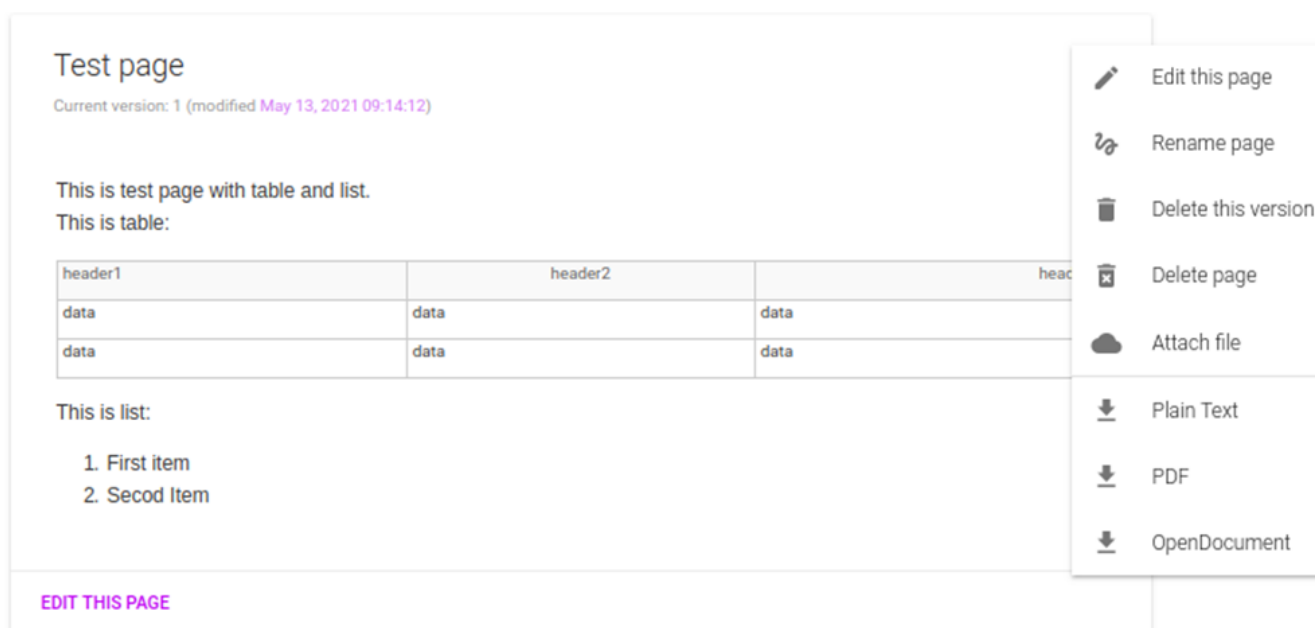 Test page
Current version: 1 (modified May 13, 2021 09:14:12)
This is test page with table and list.
This is table:
header1 header2
data data data
data data data
This is list:
1. First item
2. Secod Item
EDIT THIS PAGE
Edit this page
Rename page
Delete this version
Delete page
Attach file
Plain Text
PDF
OpenDocument